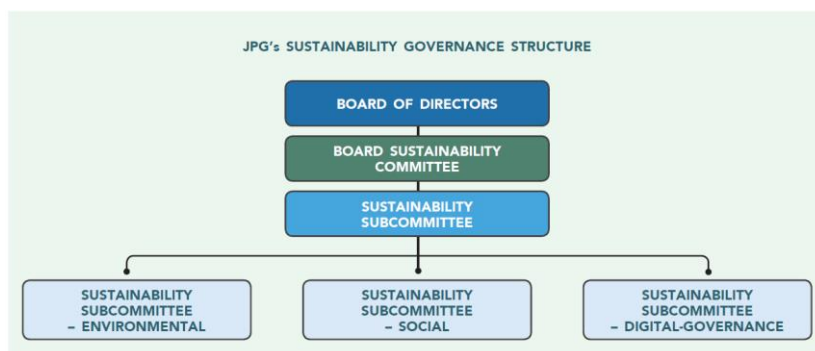 JPG's SUSTAINABILITY GOVERNANCE STRUCTURE
BOARD OF DIRECTORS
BOARD SUSTAINABILITY
COMMITTEE
SUSTAINABILITY
SUBCOMMITTEE
SUSTAINABILITY
SUBCOMMITTEE
– ENVIRONMENTAL
SUSTAINABILITY
SUBCOMMITTEE
– SOCIAL
SUSTAINABILITY
SUBCOMMITTEE
– DIGITAL-GOVERNANCE